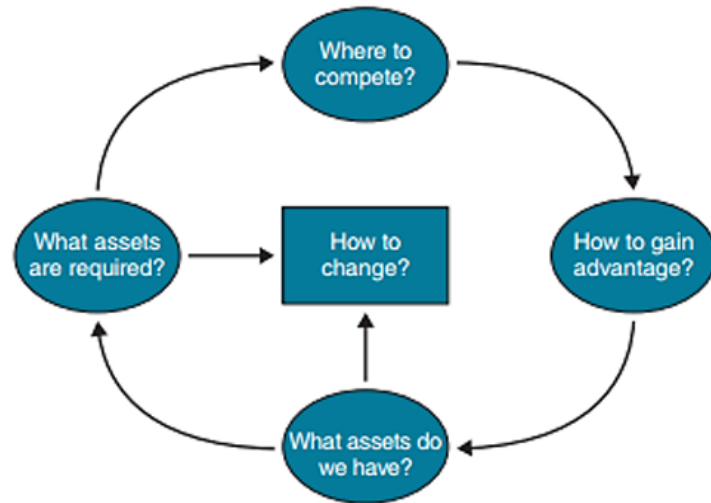 Where to
compete?
What assets
are required?
How to
change?
How to gain
advantage?
What assets do
we have?